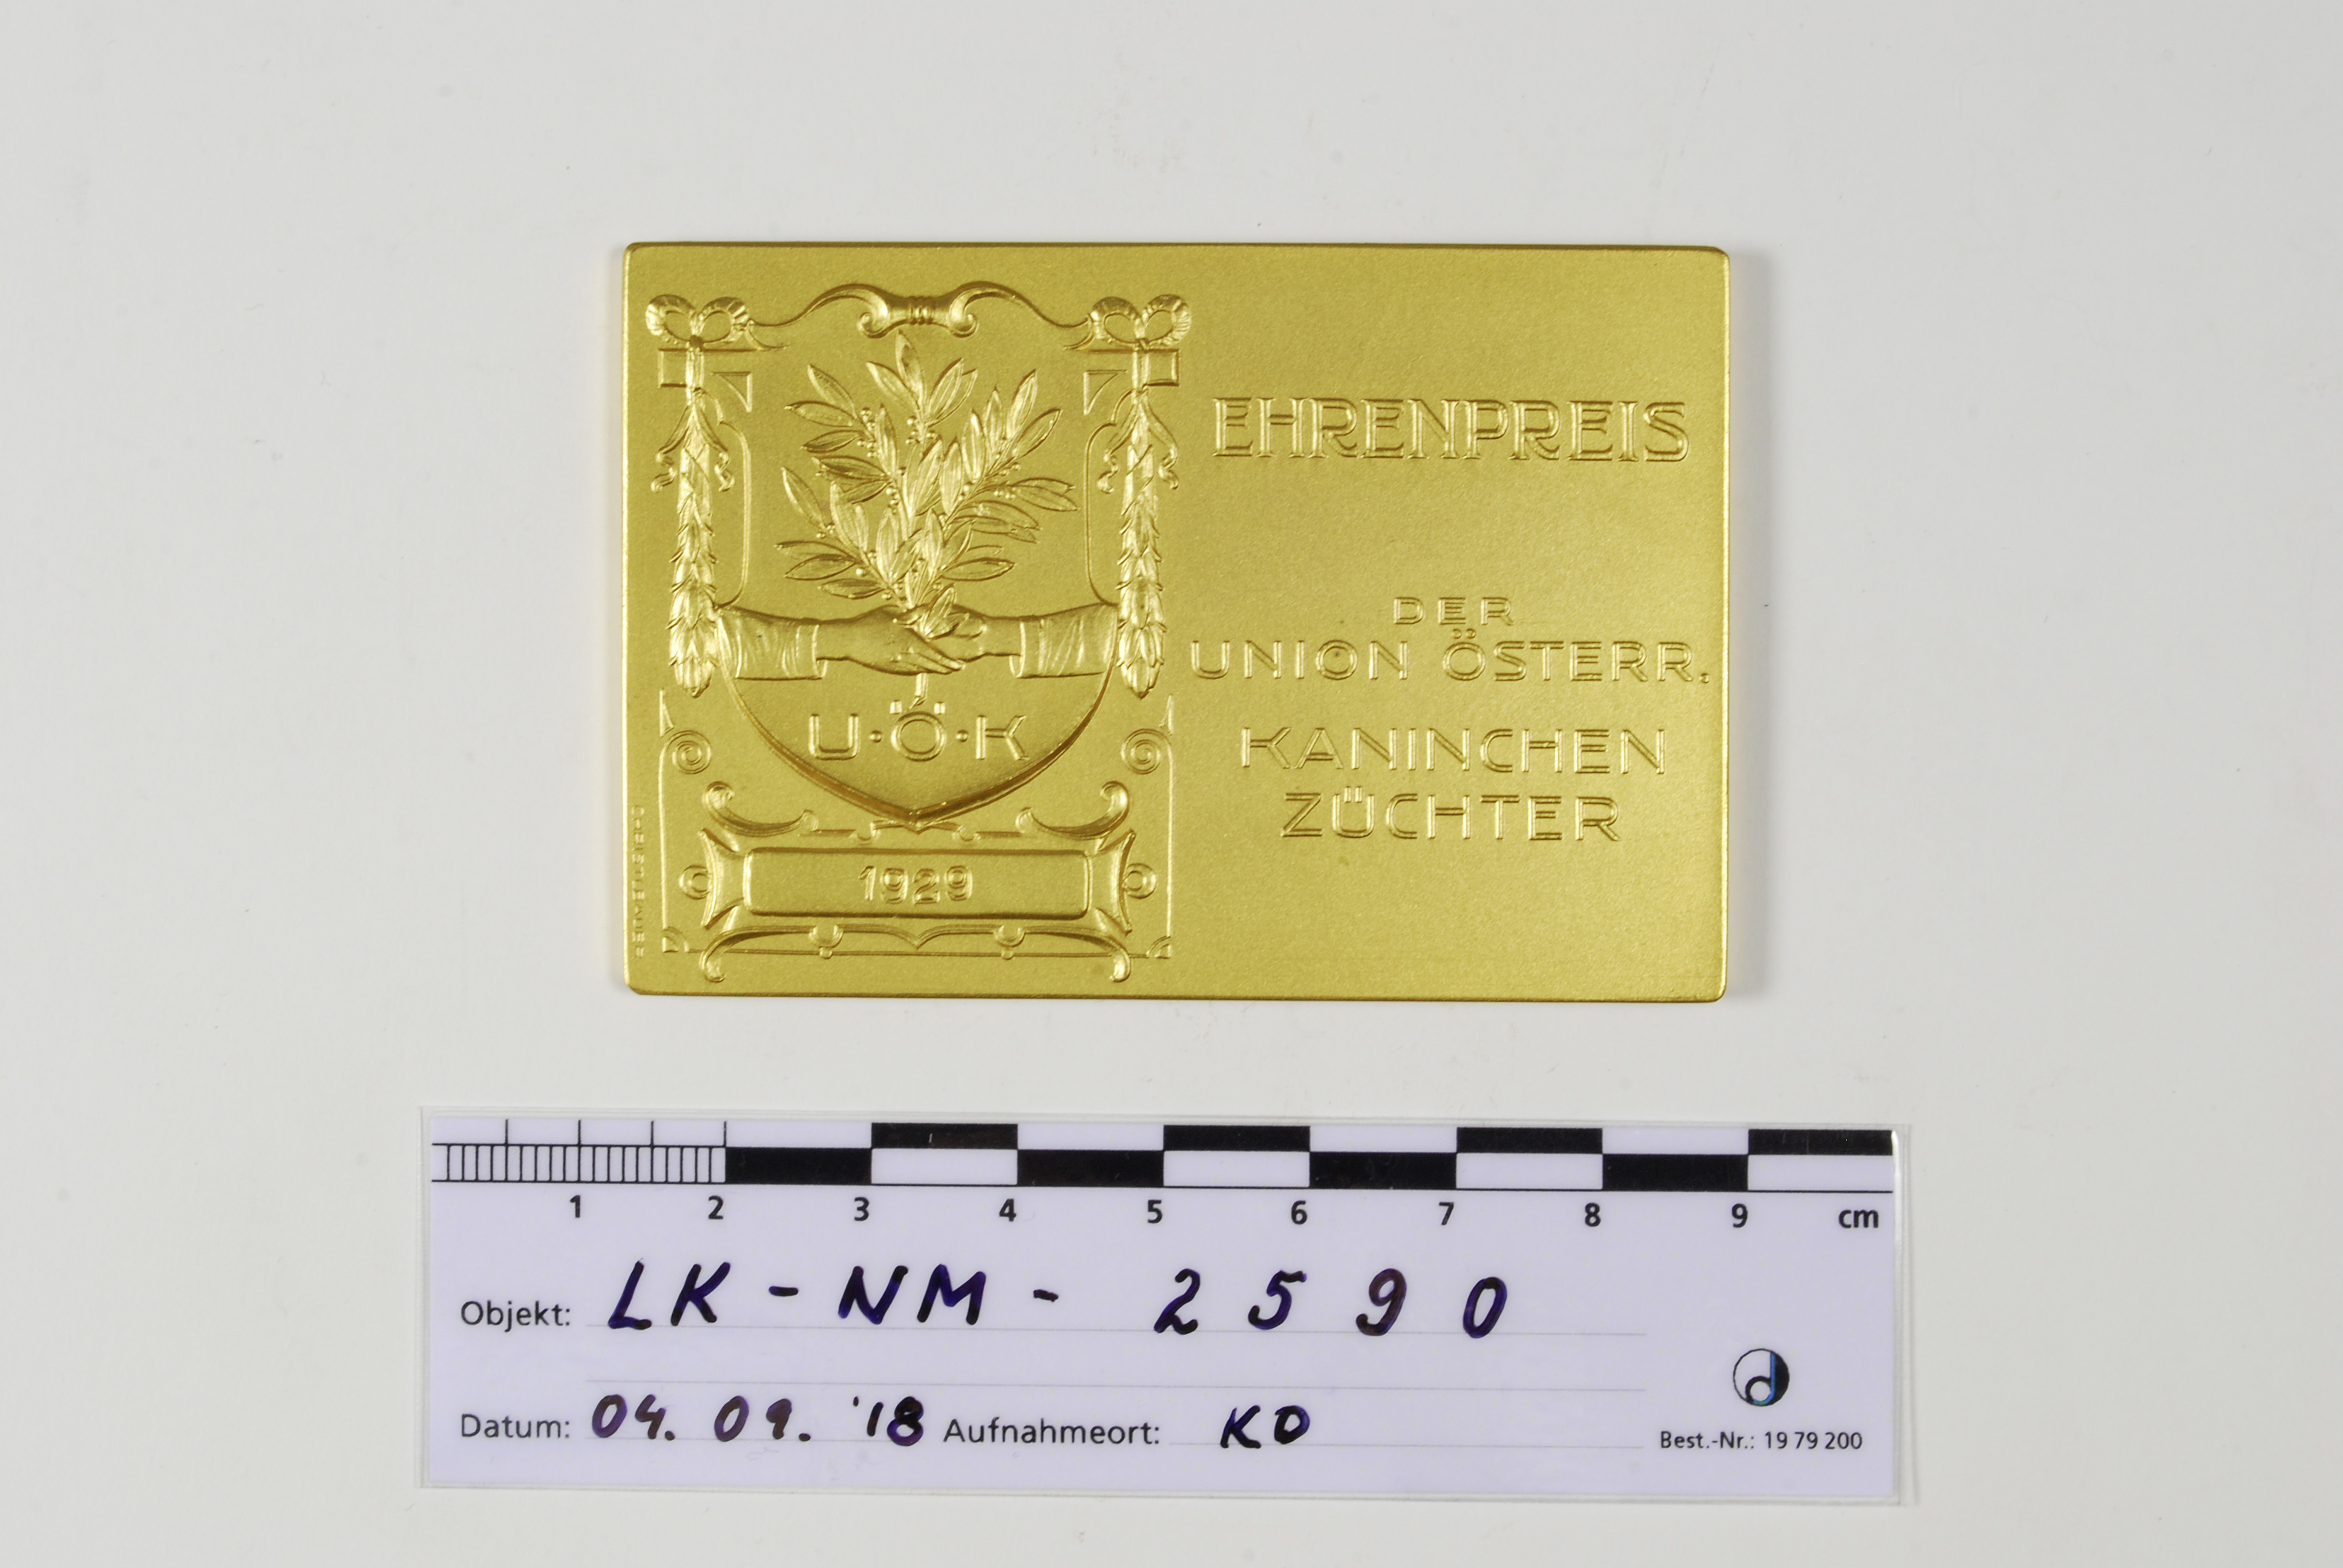 EHRENPREIS
DER
UNION ÖSTERR.
KANINCHEN
ZÜCHTER
U·Ö·K
1929
1 2 3 4 5 6 7 8 9 cm
Objekt: LK-NM-2590
Datum: 04. 09. '18 Aufnahmeort: KO
Best.-Nr.: 19 79 200